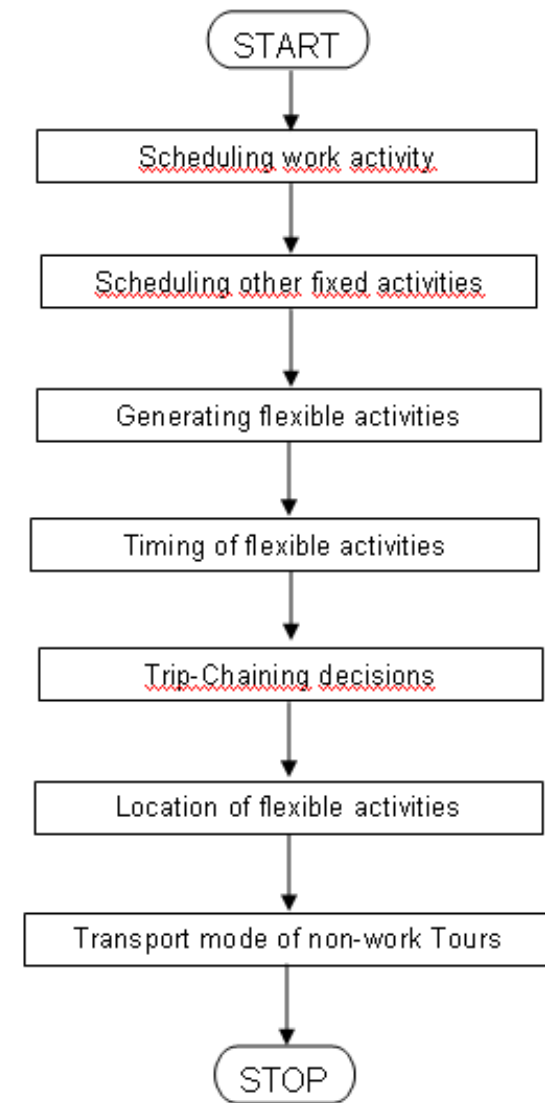 START
Scheduling work activity
Scheduling other fixed activities
Generating flexible activities
Timing of flexible activities
Trip-Chaining decisions
Location of flexible activities
Transport mode of non-work Tours
STOP